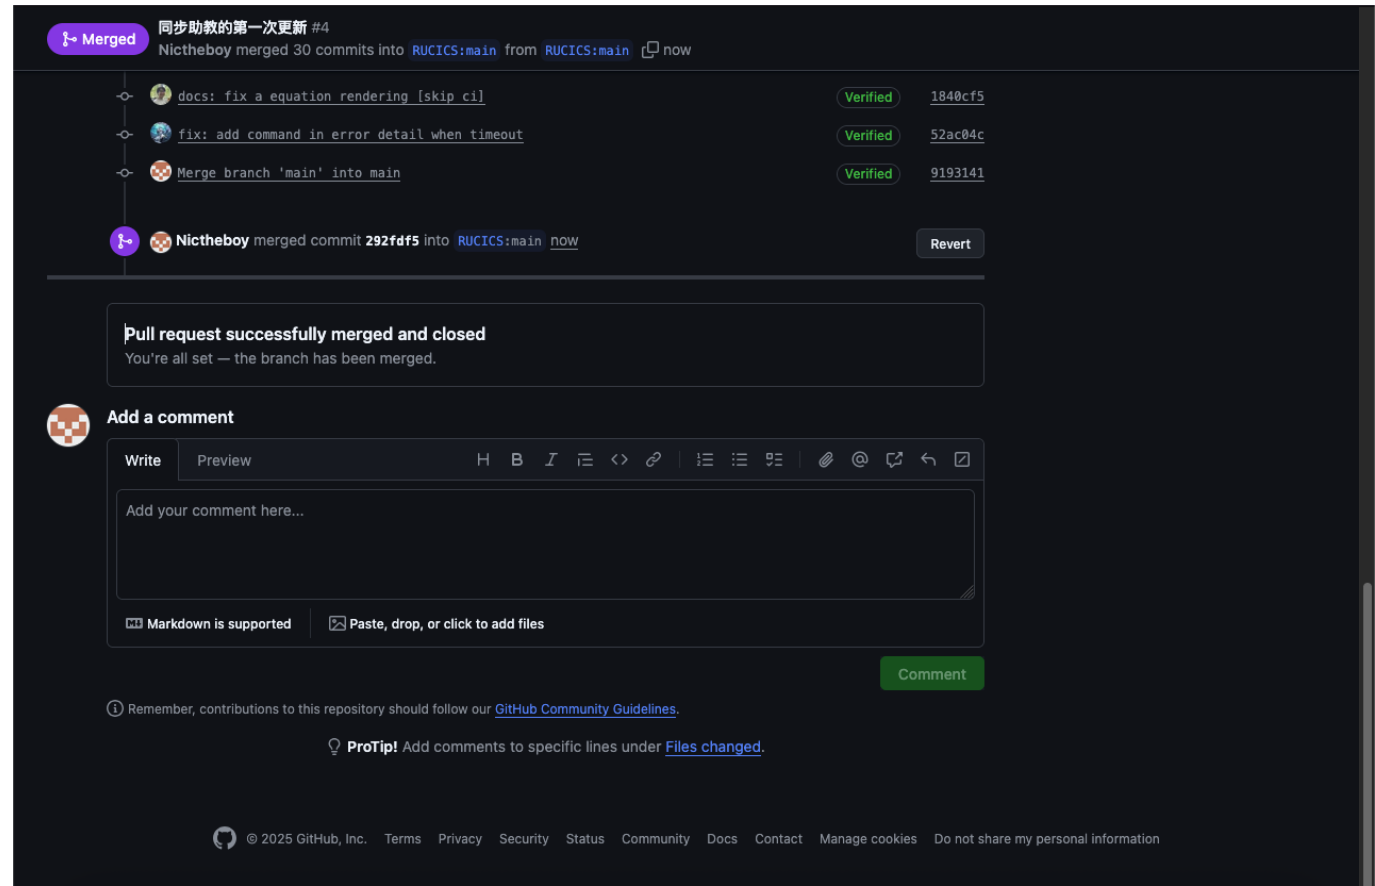 Merged
同步助教的第一次更新 #4
Nictheboy merged 30 commits into RUCICS:main from RUCICS:main now
docs: fix a equation rendering [skip ci] Verified 1840cf5
fix: add command in error detail when timeout Verified 52ac04c
Merge branch 'main' into main Verified 9193141
Nictheboy merged commit 292fdf5 into RUCICS:main now Revert
Pull request successfully merged and closed
You're all set — the branch has been merged.
Add a comment
Write Preview
Add your comment here...
Markdown is supported Paste, drop, or click to add files
Comment
Remember, contributions to this repository should follow our GitHub Community Guidelines.
ProTip! Add comments to specific lines under Files changed.
© 2025 GitHub, Inc. Terms Privacy Security Status Community Docs Contact Manage cookies Do not share my personal information